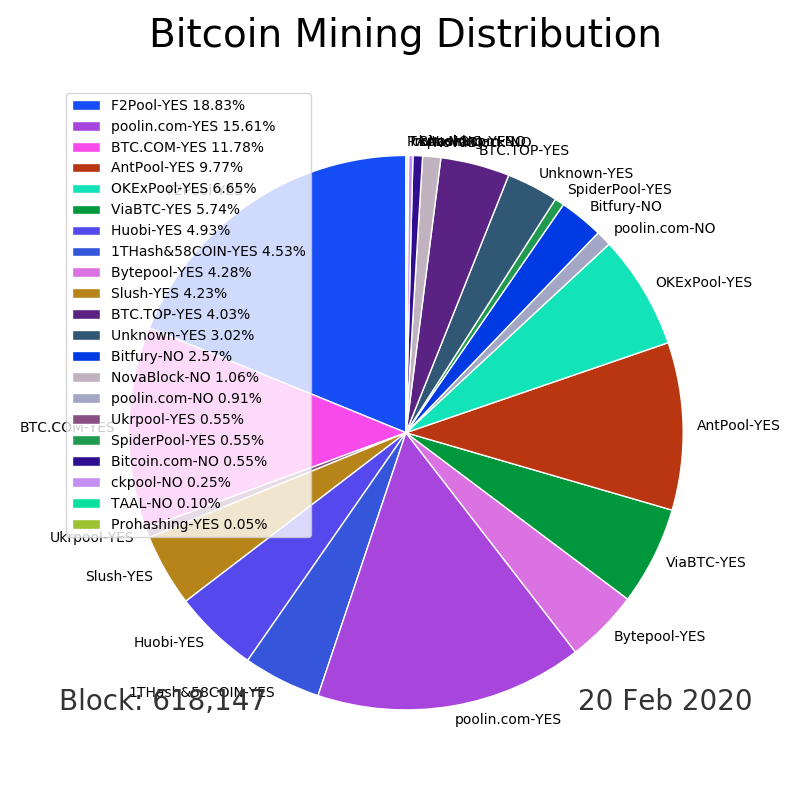 Bitcoin Mining Distribution
F2Pool-YES 18.83%
poolin.com-YES 15.61%
BTC.COM-YES 11.78%
AntPool-YES 9.77%
OKExPool-YES 6.65%
ViaBTC-YES 5.74%
Huobi-YES 4.93%
1THash&58COIN-YES 4.53%
Bytepool-YES 4.28%
Slush-YES 4.23%
BTC.TOP-YES 4.03%
Unknown-YES 3.02%
Bitfury-NO 2.57%
NovaBlock-NO 1.06%
poolin.com-NO 0.91%
Ukrpool-YES 0.55%
SpiderPool-YES 0.55%
Bitcoin.com-NO 0.55%
ckpool-NO 0.25%
TAAL-NO 0.10%
Prohashing-YES 0.05%
BTC.TOP-YES
Unknown-YES
SpiderPool-YES
Bitfury-NO
poolin.com-NO
OKExPool-YES
AntPool-YES
ViaBTC-YES
Bytepool-YES
poolin.com-YES
1THash&58COIN-YES
Huobi-YES
Slush-YES
Ukrpool-YES
BTC.COM-YES
Block: 618,147
20 Feb 2020